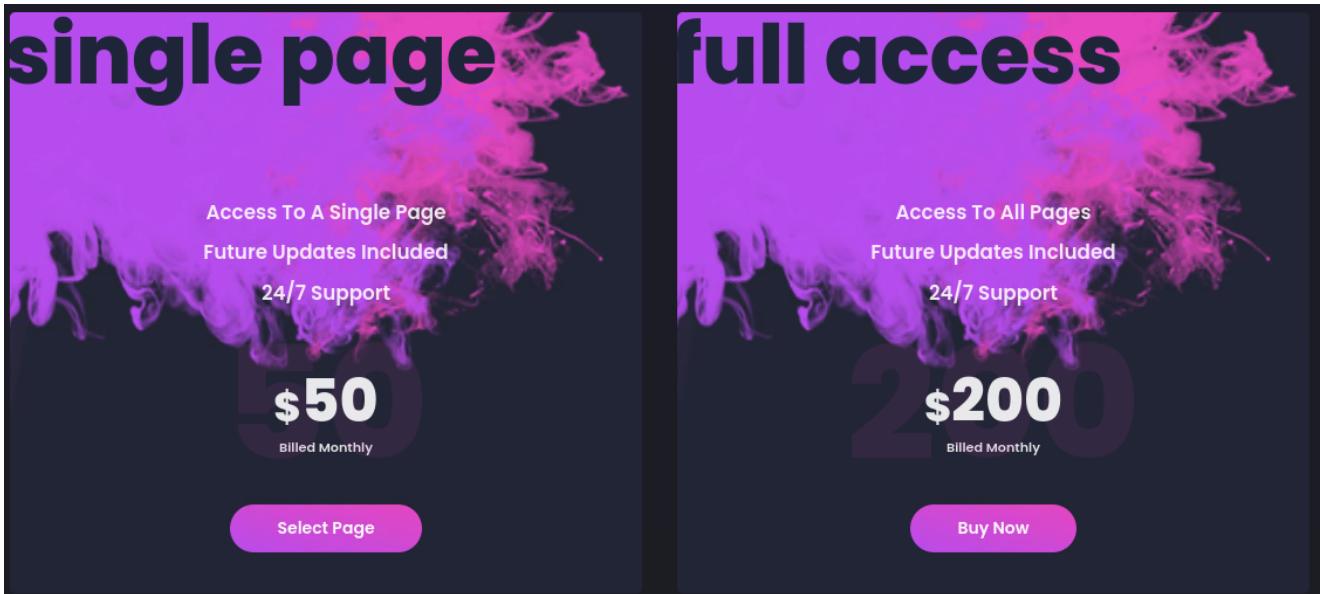 single page
Access To A Single Page
Future Updates Included
24/7 Support
50
$50
Billed Monthly
Select Page
full access
Access To All Pages
Future Updates Included
24/7 Support
200
$200
Billed Monthly
Buy Now